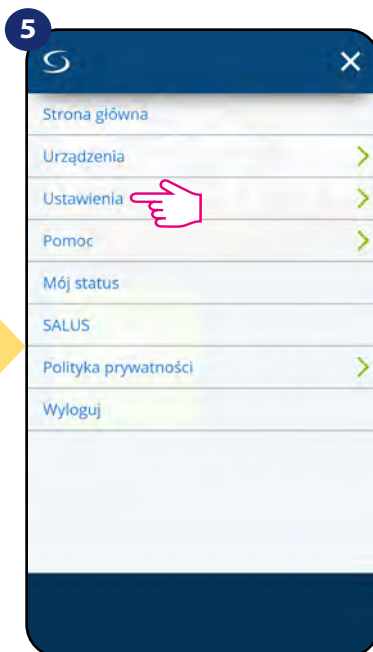 5
Strona główna
Urządzenia
Ustawienia
Pomoc
Mój status
SALUS
Polityka prywatności
Wyloguj